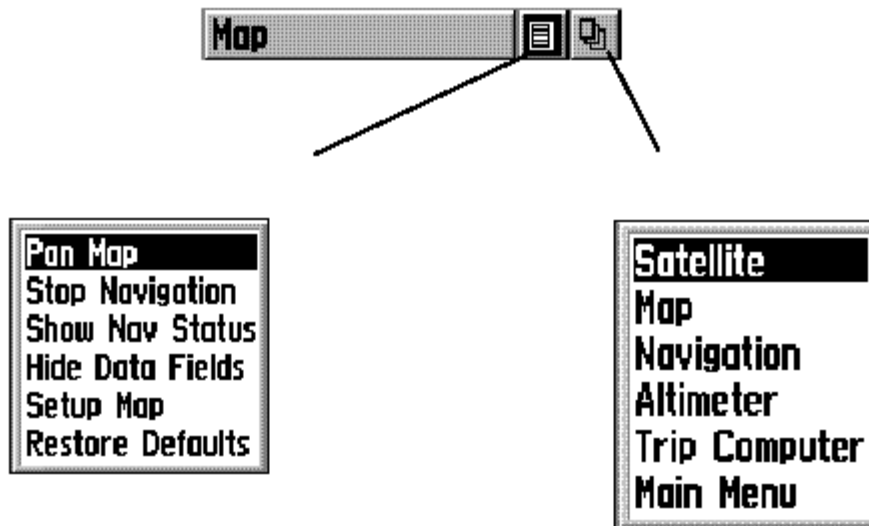 Map
Pan Map
Stop Navigation
Show Nav Status
Hide Data Fields
Setup Map
Restore Defaults
Satellite
Map
Navigation
Altimeter
Trip Computer
Main Menu